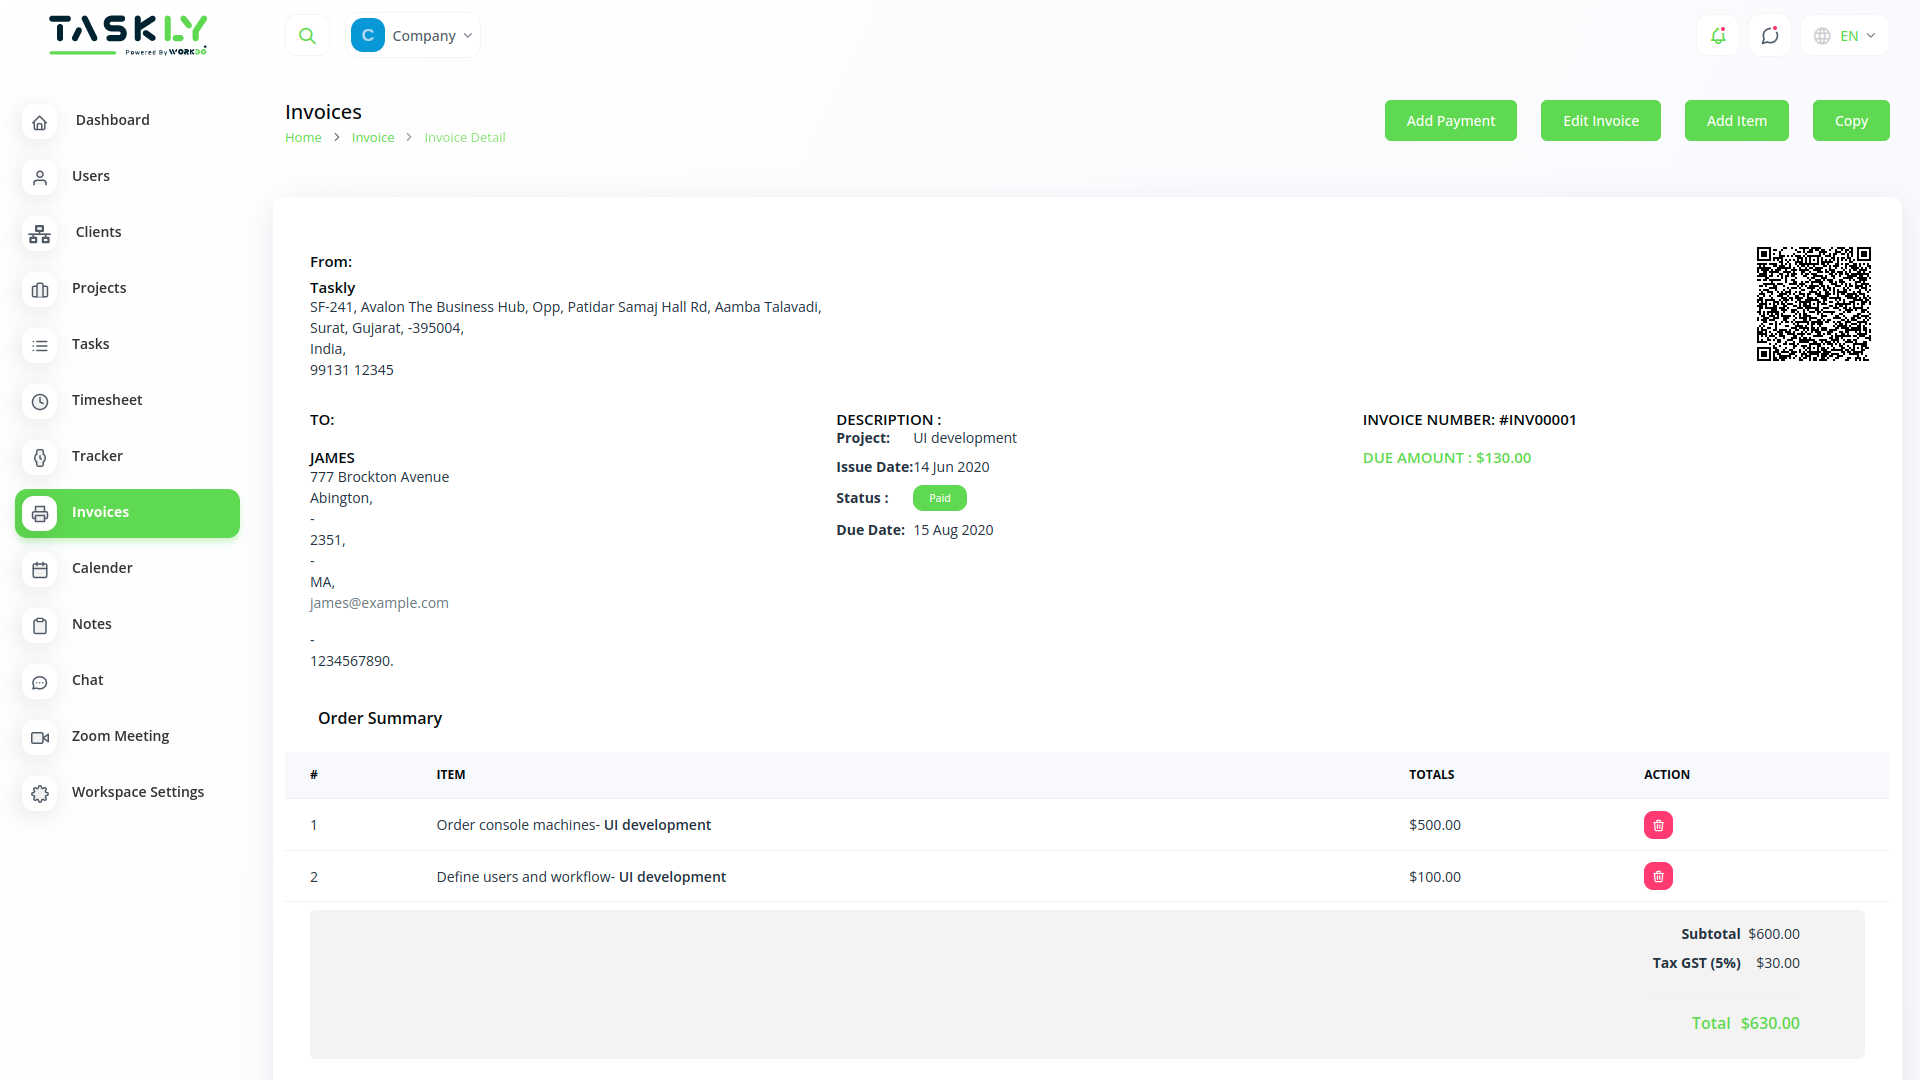 TASKLY
Powered By WORKDO
C Company
EN
Dashboard
Users
Clients
Projects
Tasks
Timesheet
Tracker
Invoices
Calender
Notes
Chat
Zoom Meeting
Workspace Settings
Invoices
Home > Invoice > Invoice Detail
Add Payment
Edit Invoice
Add Item
Copy
From:
Taskly
SF-241, Avalon The Business Hub, Opp, Patidar Samaj Hall Rd, Aamba Talavadi,
Surat, Gujarat, -395004,
India,
99131 12345
TO:
JAMES
777 Brockton Avenue
Abington,
-
2351,
-
MA,
james@example.com
-
1234567890.
DESCRIPTION :
Project: UI development
Issue Date:14 Jun 2020
Status : Paid
Due Date: 15 Aug 2020
INVOICE NUMBER: #INV00001
DUE AMOUNT : $130.00
Order Summary
# ITEM TOTALS ACTION
1 Order console machines- UI development $500.00
2 Define users and workflow- UI development $100.00
Subtotal $600.00
Tax GST (5%) $30.00
Total $630.00